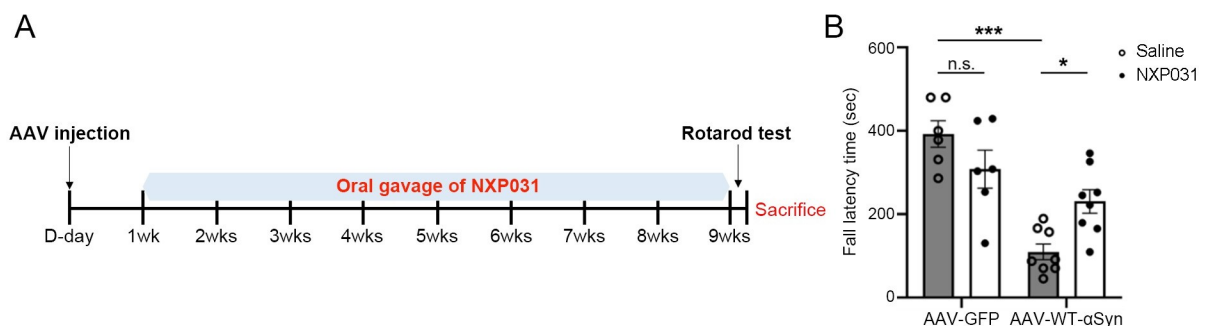 A
AAV injection
Rotarod test
Oral gavage of NXP031
Sacrifice
D-day 1wk 2wks 3wks 4wks 5wks 6wks 7wks 8wks 9wks
B
Fall latency time (sec)
600
400
200
0
***
n.s.
*
Saline
NXP031
AAV-GFP AAV-WT-αSyn